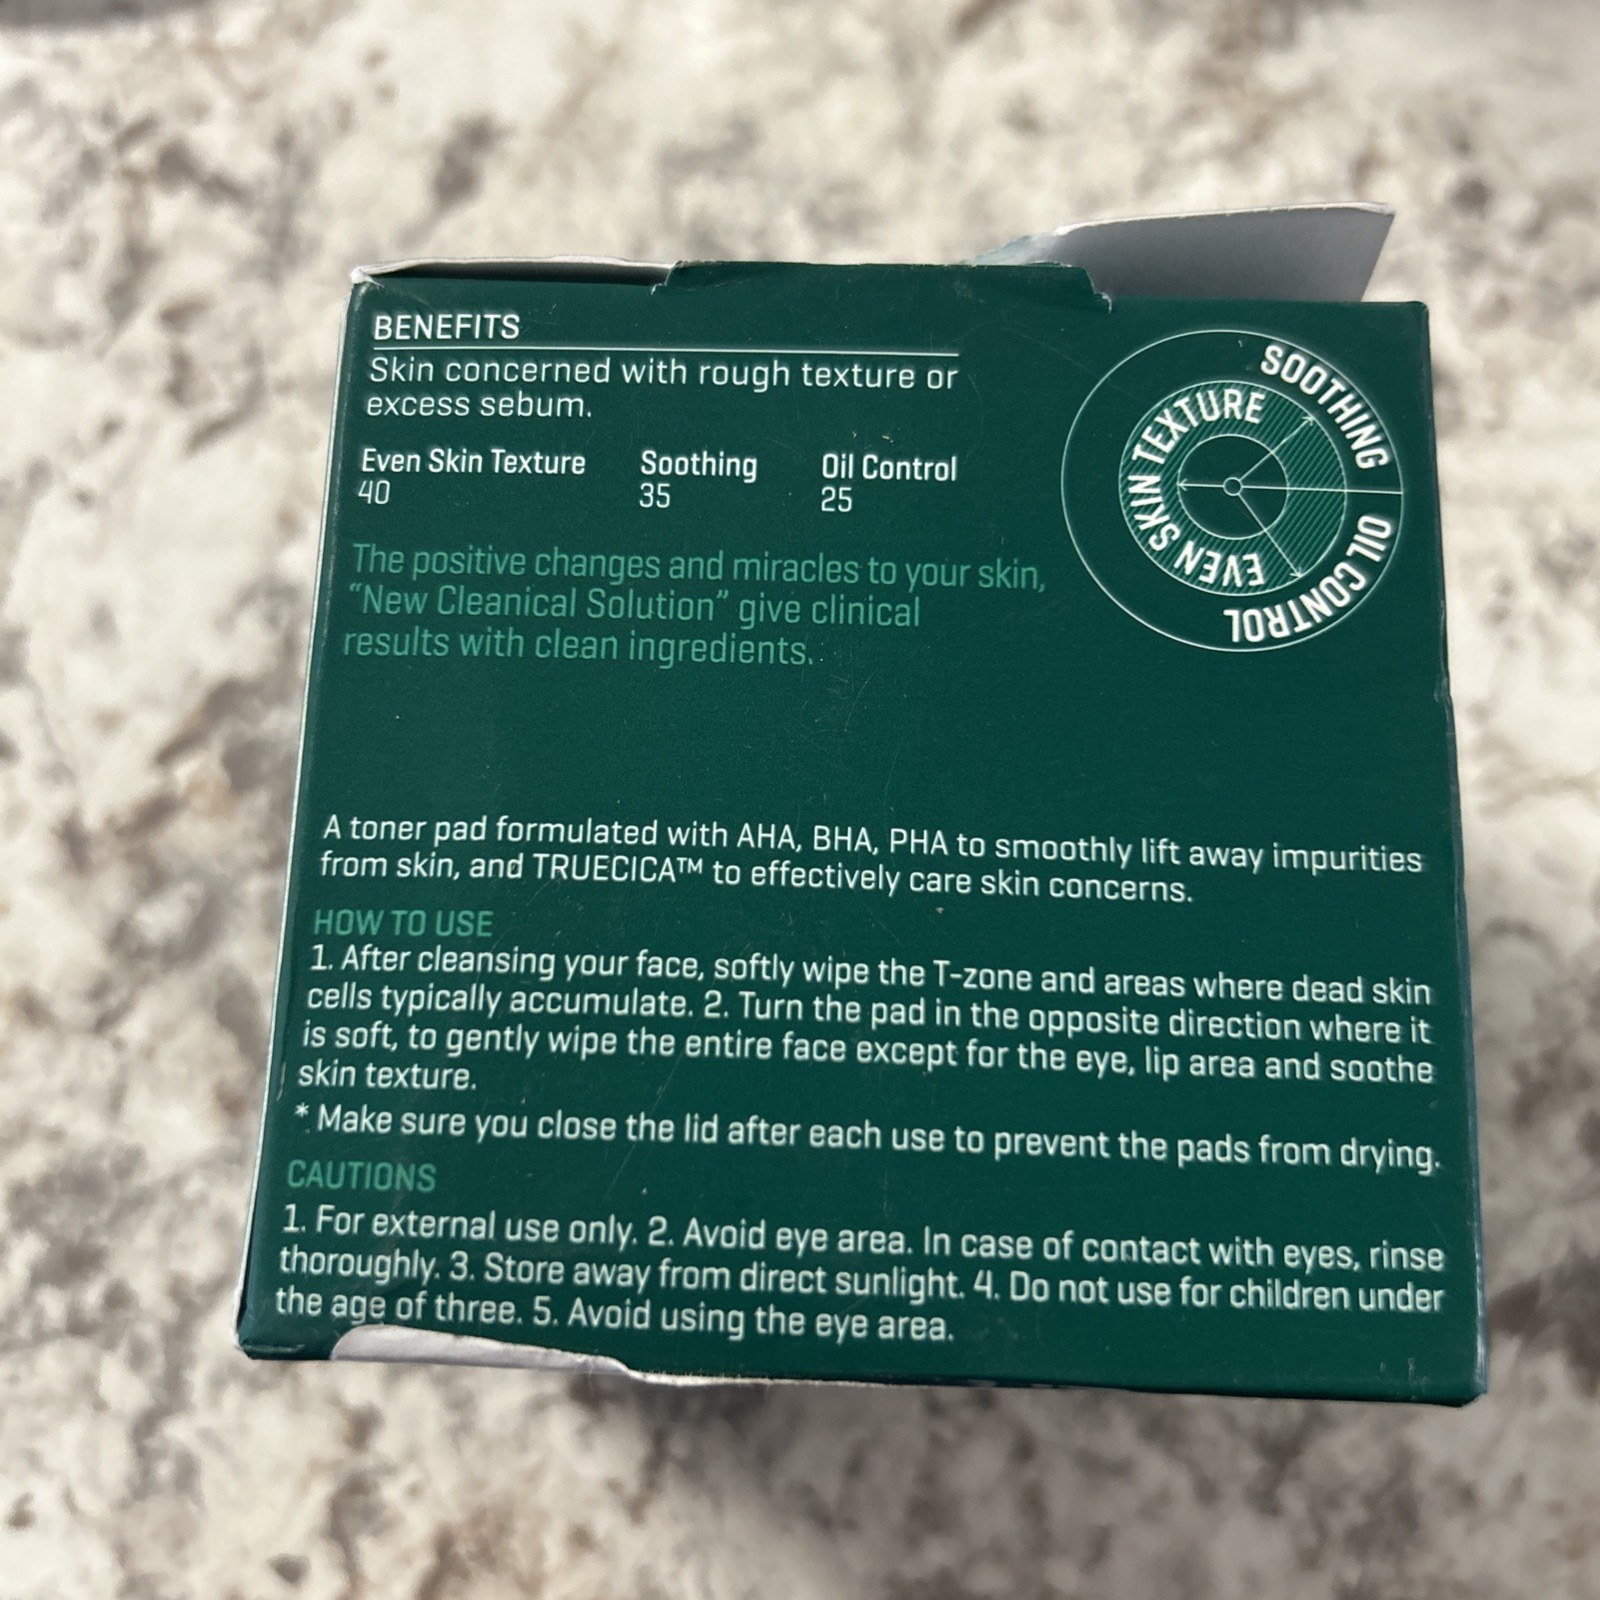 BENEFITS
Skin concerned with rough texture or
excess sebum.
Even Skin Texture Soothing Oil Control
40 35 25
SOOTHING
OIL CONTROL
EVEN SKIN TEXTURE
The positive changes and miracles to your skin,
“New Cleanical Solution” give clinical
results with clean ingredients.
A toner pad formulated with AHA, BHA, PHA to smoothly lift away impurities
from skin, and TRUECICA™ to effectively care skin concerns.
HOW TO USE
1. After cleansing your face, softly wipe the T-zone and areas where dead skin
cells typically accumulate. 2. Turn the pad in the opposite direction where it
is soft, to gently wipe the entire face except for the eye, lip area and soothe
skin texture.
* Make sure you close the lid after each use to prevent the pads from drying.
CAUTIONS
1. For external use only. 2. Avoid eye area. In case of contact with eyes, rinse
thoroughly. 3. Store away from direct sunlight. 4. Do not use for children under
the age of three. 5. Avoid using the eye area.